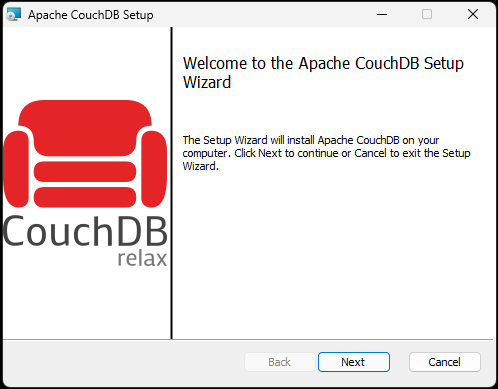 Apache CouchDB Setup
Welcome to the Apache CouchDB Setup
Wizard
The Setup Wizard will install Apache CouchDB on your
computer. Click Next to continue or Cancel to exit the Setup
Wizard.
CouchDB
relax
Back
Next
Cancel